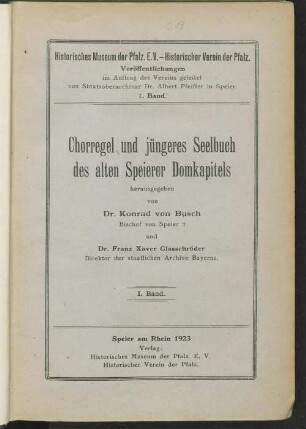 Historisches Museum der Pfalz. E.V. – Historischer Verein der Pfalz.
Veröffentlichungen
im Auftrag des Vereins geleitet
von Staatsoberarchivar Dr. Albert Pfeiffer in Speier.
1. Band.
Chorregel und jüngeres Seelbuch
des alten Speierer Domkapitels
herausgegeben
von
Dr. Konrad von Busch
Bischof von Speier †
und
Dr. Franz Xaver Glasschröder
Direktor der staatlichen Archive Bayerns.
I. Band.
Speier am Rhein 1923
Verlag:
Historisches Museum der Pfalz, E. V.
Historischer Verein der Pfalz.